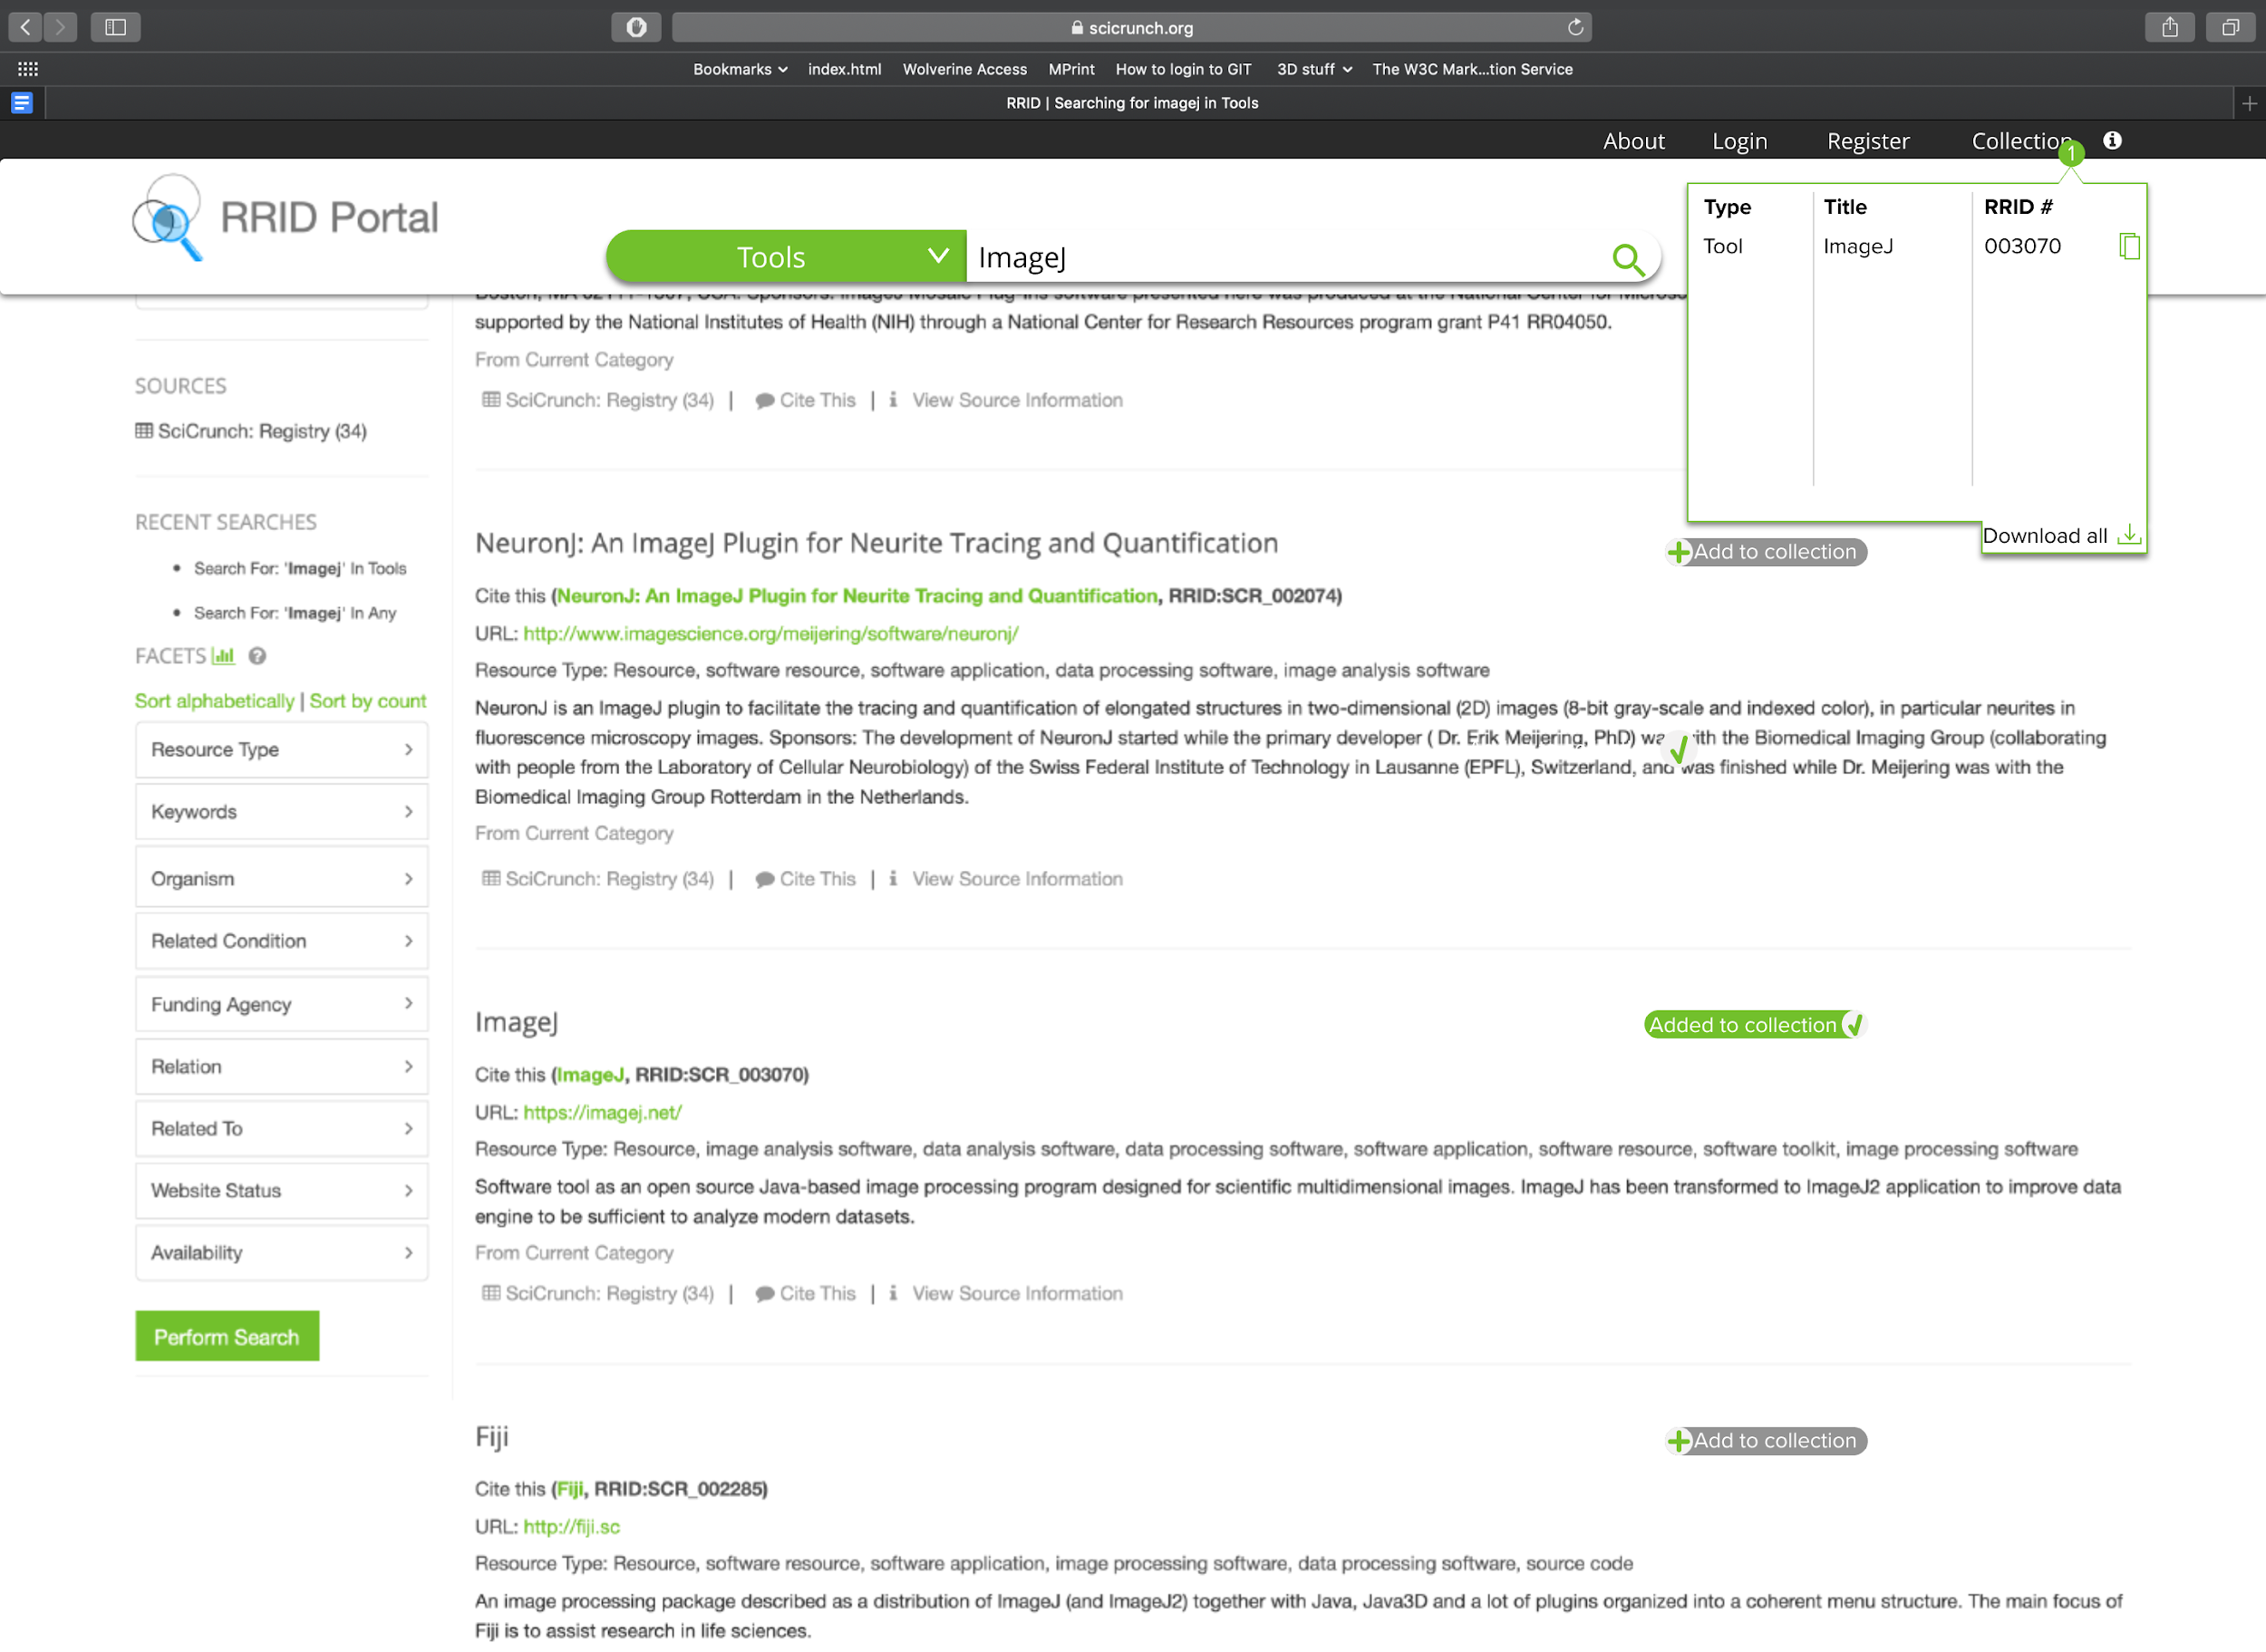 scicrunch.org
Bookmarks index.html Wolverine Access MPrint How to login to GIT 3D stuff The W3C Mark...tion Service
RRID | Searching for imagej in Tools
About Login Register Collection 1
RRID Portal
Tools ImageJ
Type Title RRID #
Tool ImageJ 003070
Download all
supported by the National Institutes of Health (NIH) through a National Center for Research Resources program grant P41 RR04050.
From Current Category
SciCrunch: Registry (34) | Cite This | View Source Information
SOURCES
SciCrunch: Registry (34)
RECENT SEARCHES
Search For: 'Imagej' In Tools
Search For: 'Imagej' In Any
FACETS
Sort alphabetically | Sort by count
Resource Type
Keywords
Organism
Related Condition
Funding Agency
Relation
Related To
Website Status
Availability
Perform Search
NeuronJ: An ImageJ Plugin for Neurite Tracing and Quantification
Add to collection
Cite this (NeuronJ: An ImageJ Plugin for Neurite Tracing and Quantification, RRID:SCR_002074)
URL: http://www.imagescience.org/meijering/software/neuronj/
Resource Type: Resource, software resource, software application, data processing software, image analysis software
NeuronJ is an ImageJ plugin to facilitate the tracing and quantification of elongated structures in two-dimensional (2D) images (8-bit gray-scale and indexed color), in particular neurites in
fluorescence microscopy images. Sponsors: The development of NeuronJ started while the primary developer ( Dr. Erik Meijering, PhD) the Biomedical Imaging Group (collaborating
with people from the Laboratory of Cellular Neurobiology) of the Swiss Federal Institute of Technology in Lausanne (EPFL), Switzerland, and was finished while Dr. Meijering was with the
Biomedical Imaging Group Rotterdam in the Netherlands.
From Current Category
SciCrunch: Registry (34) | Cite This | View Source Information
ImageJ
Added to collection
Cite this (ImageJ, RRID:SCR_003070)
URL: https://imagej.net/
Resource Type: Resource, image analysis software, data analysis software, data processing software, software application, software resource, software toolkit, image processing software
Software tool as an open source Java-based image processing program designed for scientific multidimensional images. ImageJ has been transformed to ImageJ2 application to improve data
engine to be sufficient to analyze modern datasets.
From Current Category
SciCrunch: Registry (34) | Cite This | View Source Information
Fiji
Add to collection
Cite this (Fiji, RRID:SCR_002285)
URL: http://fiji.sc
Resource Type: Resource, software resource, software application, image processing software, data processing software, source code
An image processing package described as a distribution of ImageJ (and ImageJ2) together with Java, Java3D and a lot of plugins organized into a coherent menu structure. The main focus of
Fiji is to assist research in life sciences.